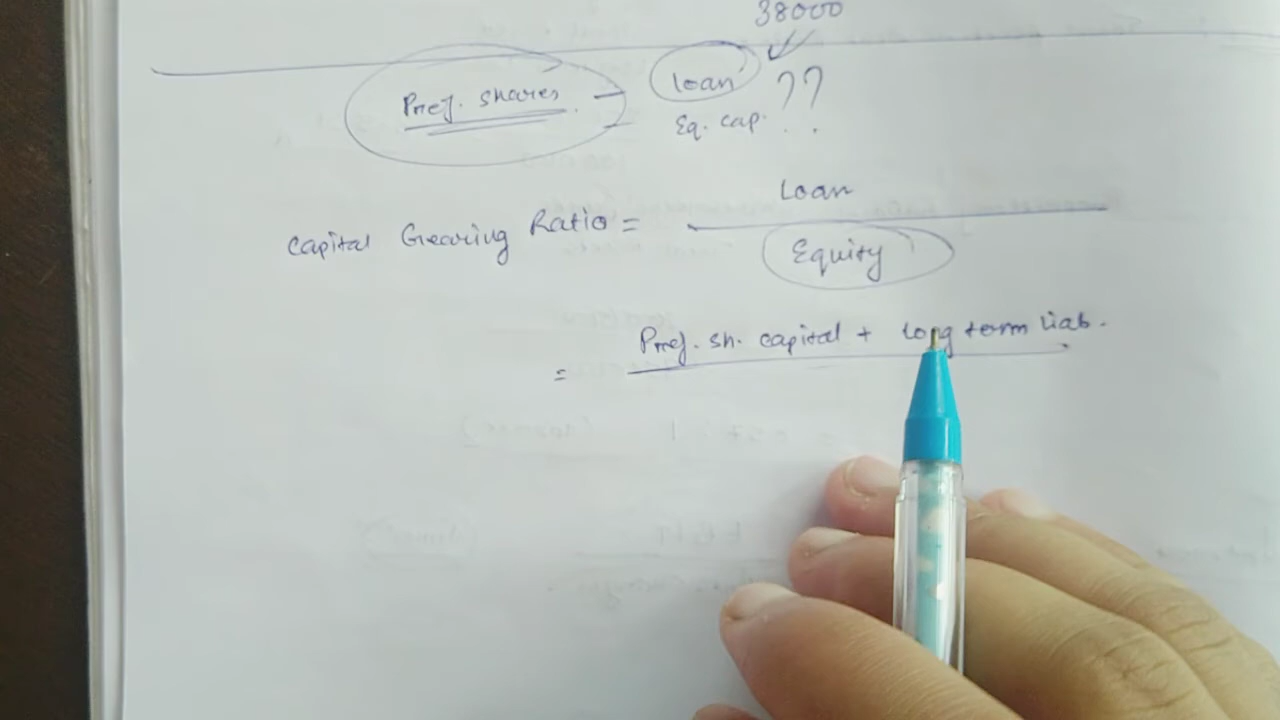 38000
Pref. shares - loan ??
- Eq. cap.
Capital Gearing Ratio = Loan
Equity
= Pref. sh. capital + long term liab.